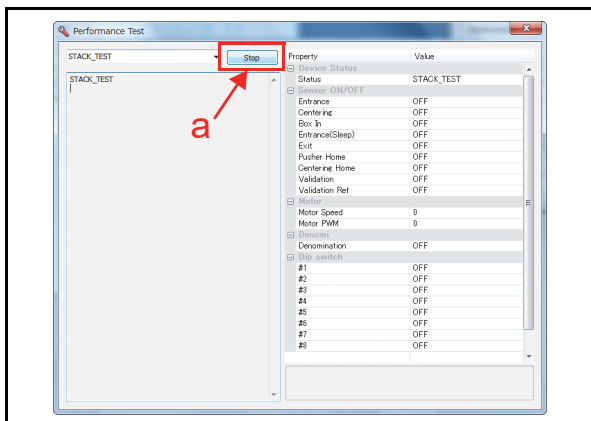 Performance Test
STACK_TEST Stop
STACK_TEST
a
Property Value
Device Status
Status STACK_TEST
Sensor ON/OFF
Entrance OFF
Centering OFF
Box In OFF
Entrance(Sleep) OFF
Exit OFF
Pusher Home OFF
Centering Home OFF
Validation OFF
Validation Ref OFF
Motor
Motor Speed 0
Motor PWM 0
Denomi
Denomination OFF
Dip switch
#1 OFF
#2 OFF
#3 OFF
#4 OFF
#5 OFF
#6 OFF
#7 OFF
#8 OFF